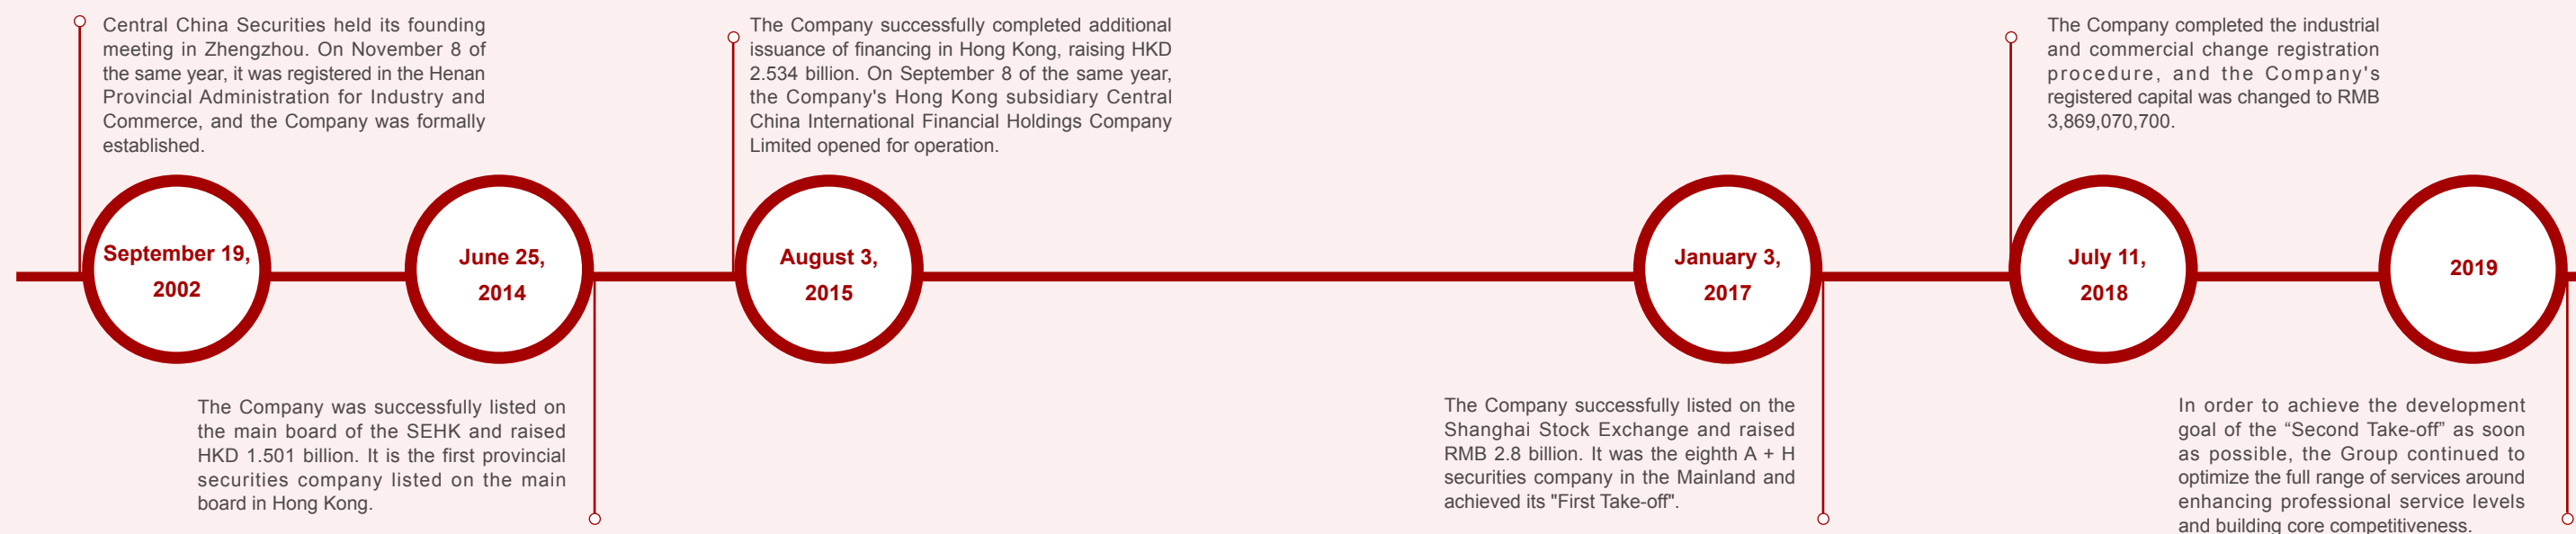 Central China Securities held its founding
meeting in Zhengzhou. On November 8 of
the same year, it was registered in the Henan
Provincial Administration for Industry and
Commerce, and the Company was formally
established.
September 19,
2002
June 25,
2014
The Company was successfully listed on
the main board of the SEHK and raised
HKD 1.501 billion. It is the first provincial
securities company listed on the main
board in Hong Kong.
The Company successfully completed additional
issuance of financing in Hong Kong, raising HKD
2.534 billion. On September 8 of the same year,
the Company's Hong Kong subsidiary Central
China International Financial Holdings Company
Limited opened for operation.
August 3,
2015
January 3,
2017
The Company successfully listed on the
Shanghai Stock Exchange and raised
RMB 2.8 billion. It was the eighth A + H
securities company in the Mainland and
achieved its "First Take-off".
The Company completed the industrial
and commercial change registration
procedure, and the Company's
registered capital was changed to RMB
3,869,070,700.
July 11,
2018
2019
In order to achieve the development
goal of the “Second Take-off” as soon
as possible, the Group continued to
optimize the full range of services around
enhancing professional service levels
and building core competitiveness.